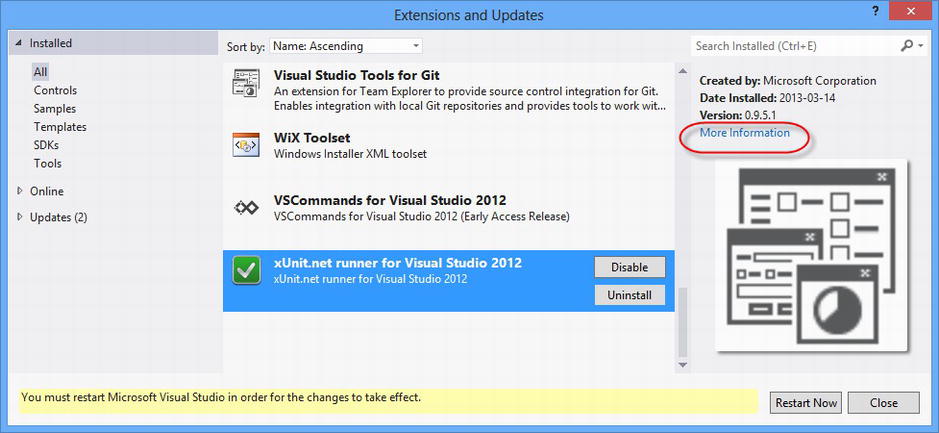 Extensions and Updates
?
Installed
All
Controls
Samples
Templates
SDKs
Tools
Online
Updates (2)
Sort by: Name: Ascending
Visual Studio Tools for Git
An extension for Team Explorer to provide source control integration for Git.
Enables integration with local Git repositories and provides tools to work wit...
WiX Toolset
Windows Installer XML toolset
VSCommands for Visual Studio 2012
VSCommands for Visual Studio 2012 (Early Access Release)
xUnit.net runner for Visual Studio 2012
xUnit.net runner for Visual Studio 2012
Disable
Uninstall
Search Installed (Ctrl+E)
Created by: Microsoft Corporation
Date Installed: 2013-03-14
Version: 0.9.5.1
More Information
You must restart Microsoft Visual Studio in order for the changes to take effect.
Restart Now
Close